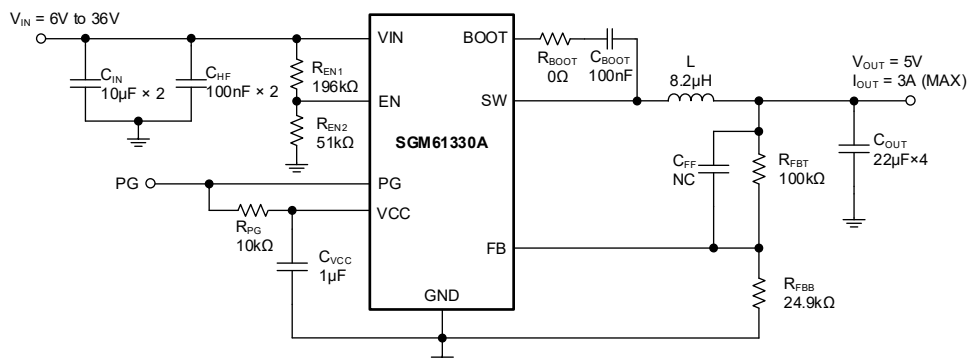 V_IN = 6V to 36V
C_IN
10μF × 2
C_HF
100nF × 2
R_EN1
196kΩ
R_EN2
51kΩ
PG
R_PG
10kΩ
C_VCC
1μF
VIN
EN
PG
VCC
GND
SGM61330A
BOOT
SW
FB
R_BOOT
0Ω
C_BOOT
100nF
L
8.2μH
V_OUT = 5V
I_OUT = 3A (MAX)
C_FF
NC
R_FBT
100kΩ
C_OUT
22μF×4
R_FBB
24.9kΩ